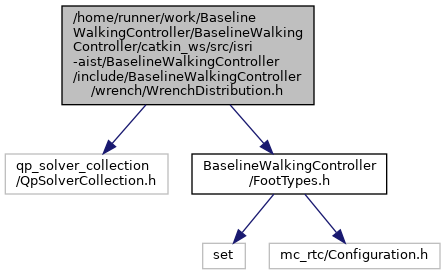 /home/runner/work/Baseline
WalkingController/BaselineWalking
Controller/catkin_ws/src/isri
-aist/BaselineWalkingController
/include/BaselineWalkingController
/wrench/WrenchDistribution.h
qp_solver_collection
/QpSolverCollection.h
BaselineWalkingController
/FootTypes.h
set
mc_rtc/Configuration.h